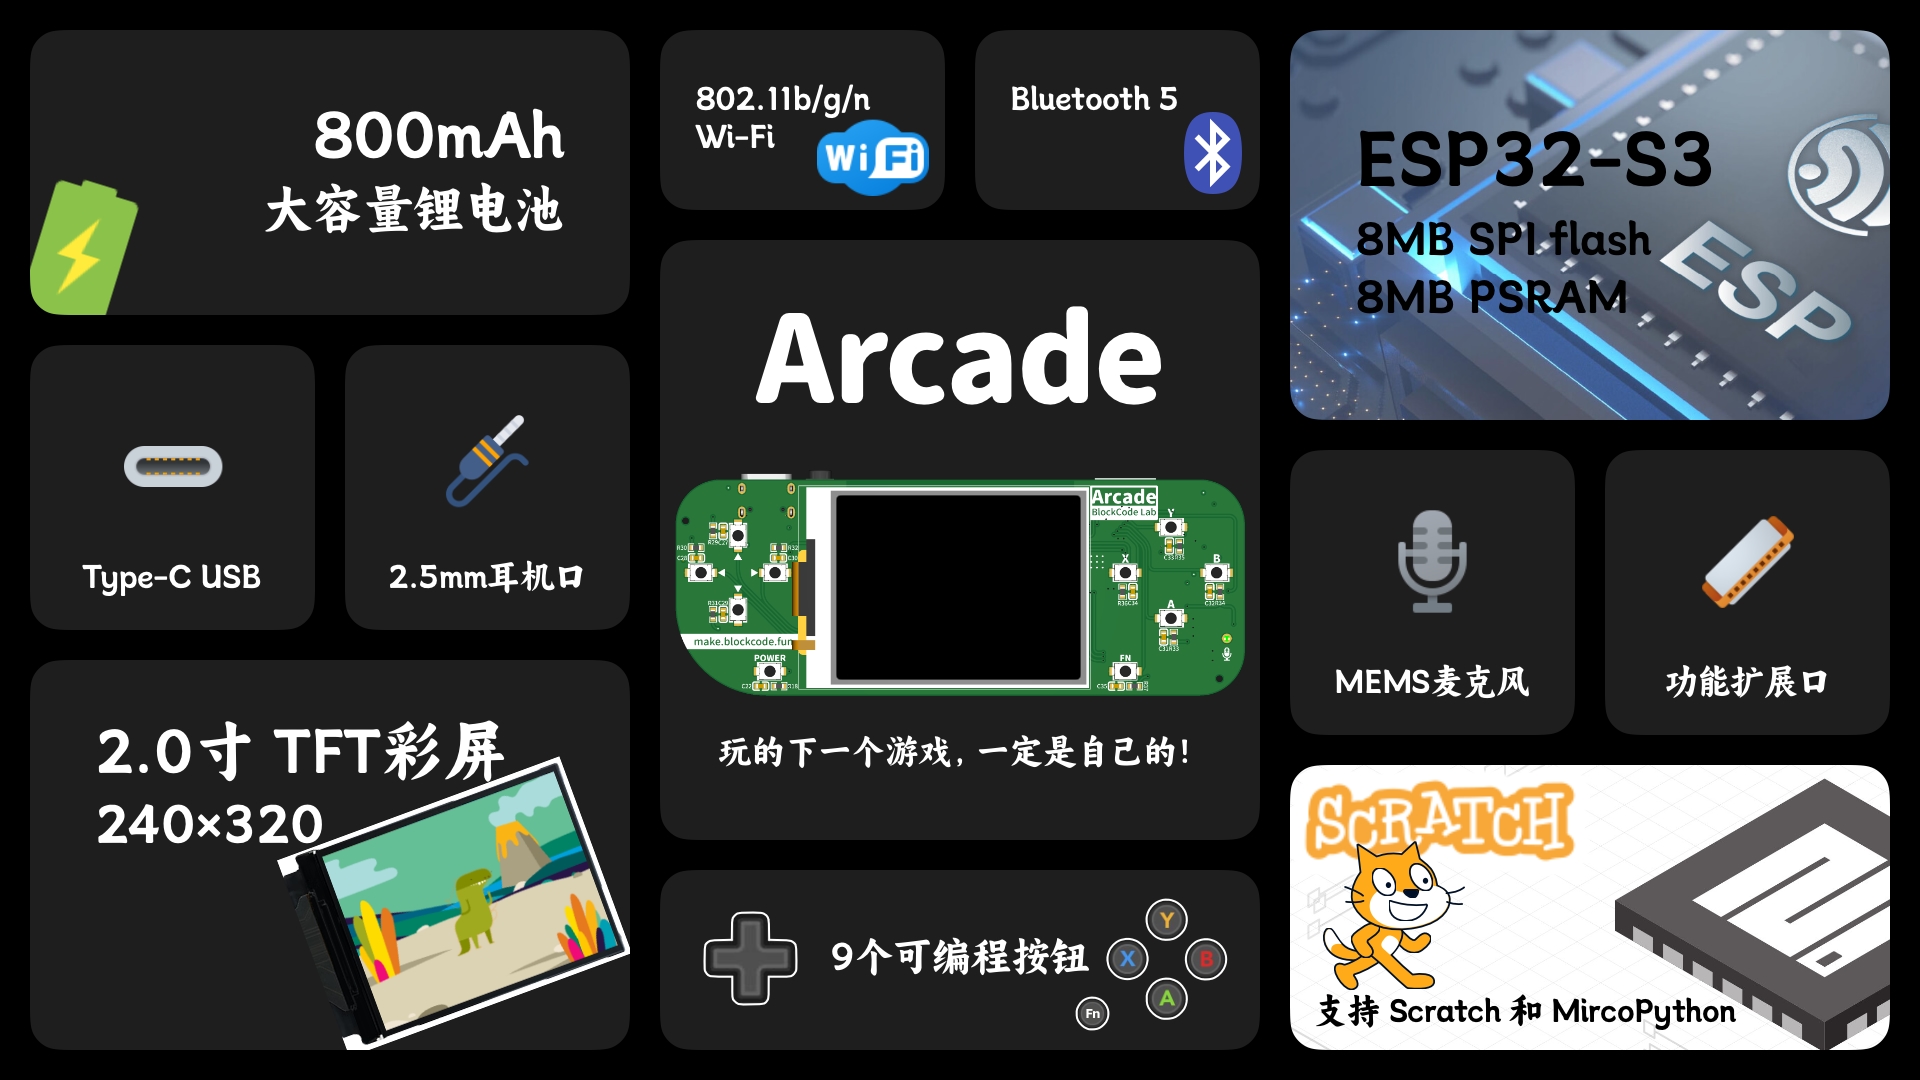 800mAh
大容量锂电池
802.11b/g/n
Wi-Fi
WiFi
Bluetooth 5
ESP32-S3
8MB SPI flash
8MB PSRAM
ESP
Type-C USB
2.5mm耳机口
Arcade
Arcade
BlockCode Lab
Y
X
B
A
make.blockcode.fun
POWER
FN
玩的下一个游戏，一定是自己的！
MEMS麦克风
功能扩展口
2.0寸 TFT彩屏
240×320
9个可编程按钮
Y
X
B
A
Fn
SCRATCH
支持 Scratch 和 MircoPython